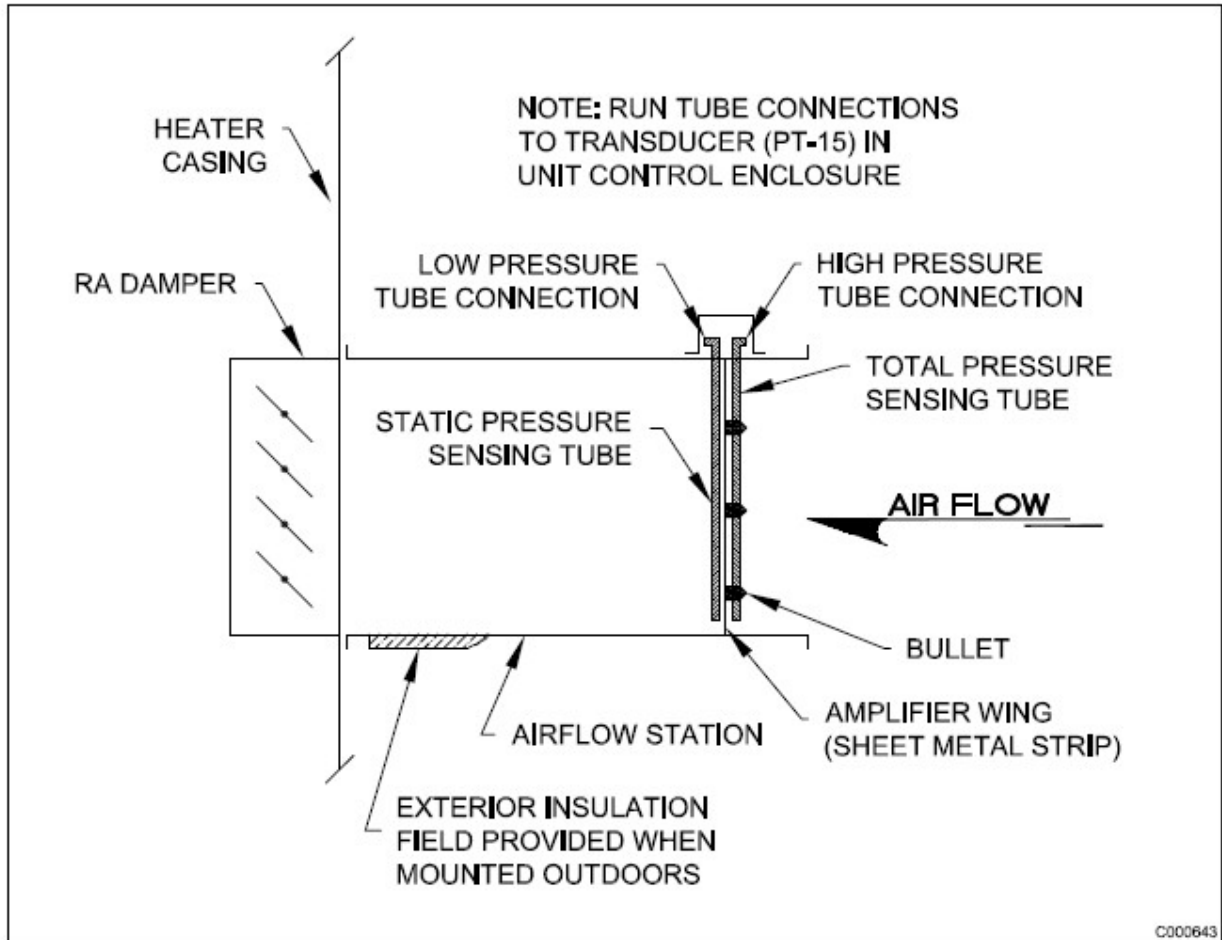 NOTE: RUN TUBE CONNECTIONS
TO TRANSDUCER (PT-15) IN
UNIT CONTROL ENCLOSURE
HEATER
CASING
RA DAMPER
LOW PRESSURE
TUBE CONNECTION
HIGH PRESSURE
TUBE CONNECTION
TOTAL PRESSURE
SENSING TUBE
STATIC PRESSURE
SENSING TUBE
AIR FLOW
BULLET
AMPLIFIER WING
(SHEET METAL STRIP)
AIRFLOW STATION
EXTERIOR INSULATION
FIELD PROVIDED WHEN
MOUNTED OUTDOORS
C000643